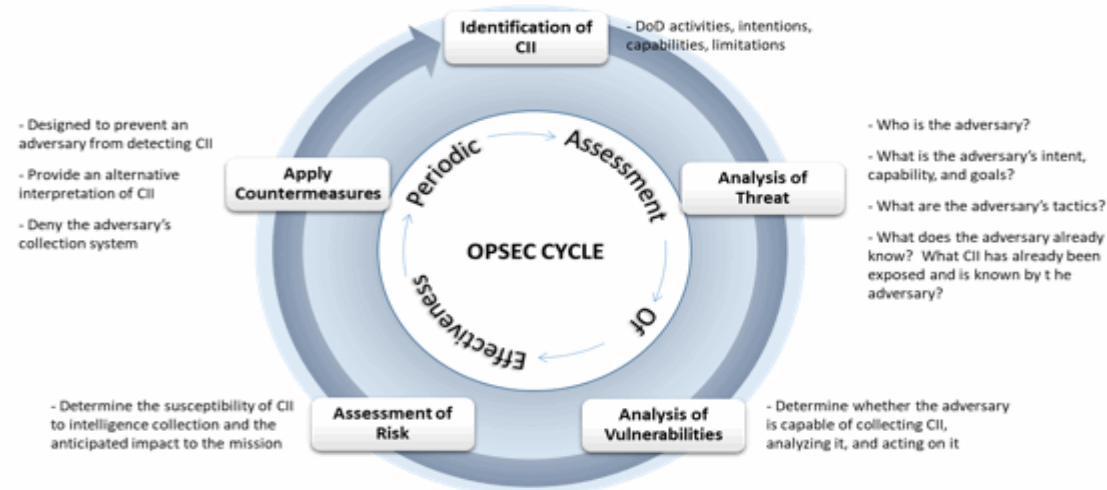 Identification of
CII
- DoD activities, intentions,
capabilities, limitations
- Designed to prevent an
adversary from detecting CII
- Provide an alternative
interpretation of CII
- Deny the adversary's
collection system
Apply
Countermeasures
Periodic
Assessment
Of
Effectiveness
OPSEC CYCLE
Analysis of
Threat
- Who is the adversary?
- What is the adversary's intent,
capability, and goals?
- What are the adversary's tactics?
- What does the adversary already
know? What CII has already been
exposed and is known by t he
adversary?
- Determine the susceptibility of CII
to intelligence collection and the
anticipated impact to the mission
Assessment of
Risk
Analysis of
Vulnerabilities
- Determine whether the adversary
is capable of collecting CII,
analyzing it, and acting on it